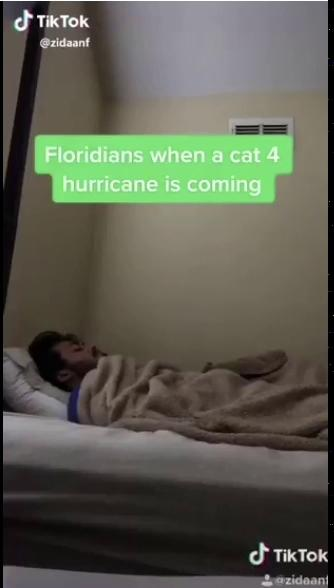 TikTok
@zidaanf
Floridians when a cat 4
hurricane is coming
TikTok
@zidaanf